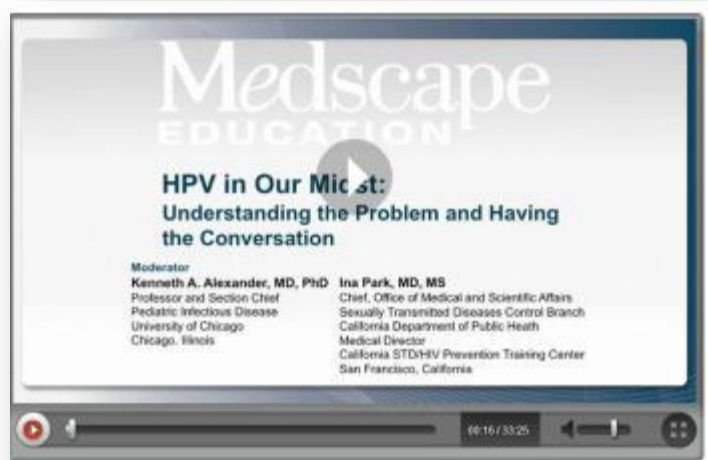 Medscape
EDUCATION
HPV in Our Midst:
Understanding the Problem and Having
the Conversation
Moderator
Kenneth A. Alexander, MD, PhD
Professor and Section Chief
Pediatric Infectious Disease
University of Chicago
Chicago, Illinois
Ina Park, MD, MS
Chief, Office of Medical and Scientific Affairs
Sexually Transmitted Diseases Control Branch
California Department of Public Heath
Medical Director
California STD/HIV Prevention Training Center
San Francisco, California
00:16 / 33:25